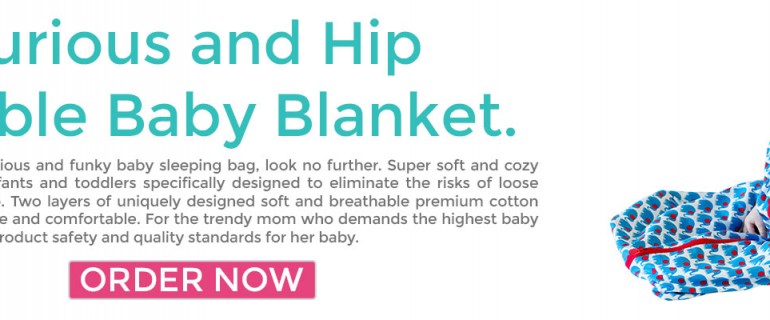 urious and Hip
ble Baby Blanket.
ious and funky baby sleeping bag, look no further. Super soft and cozy
fants and toddlers specifically designed to eliminate the risks of loose
. Two layers of uniquely designed soft and breathable premium cotton
e and comfortable. For the trendy mom who demands the highest baby
roduct safety and quality standards for her baby.
ORDER NOW